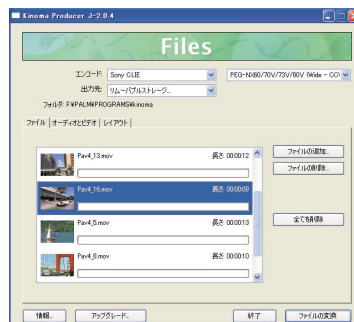 Kinoma Producer J-2.0.4
Files
エンコード: Sony CLIE PEG-NX60/70V/73V/80V (Wide - CC
出力先: リムーバブルストレージ...
フォルダ: F:¥PALM¥PROGRAMS¥kinoma
ファイル オーディオとビデオ レイアウト
Pav4_13.mov 長さ 00:00:12 ファイルの追加...
ファイルの削除...
Pav4_16.mov 長さ 00:00:09
Pav4_5.mov 長さ 00:00:13 全てを削除
Pav4_8.mov 長さ 00:00:10
情報... アップグレード... 終了 ファイルの変換